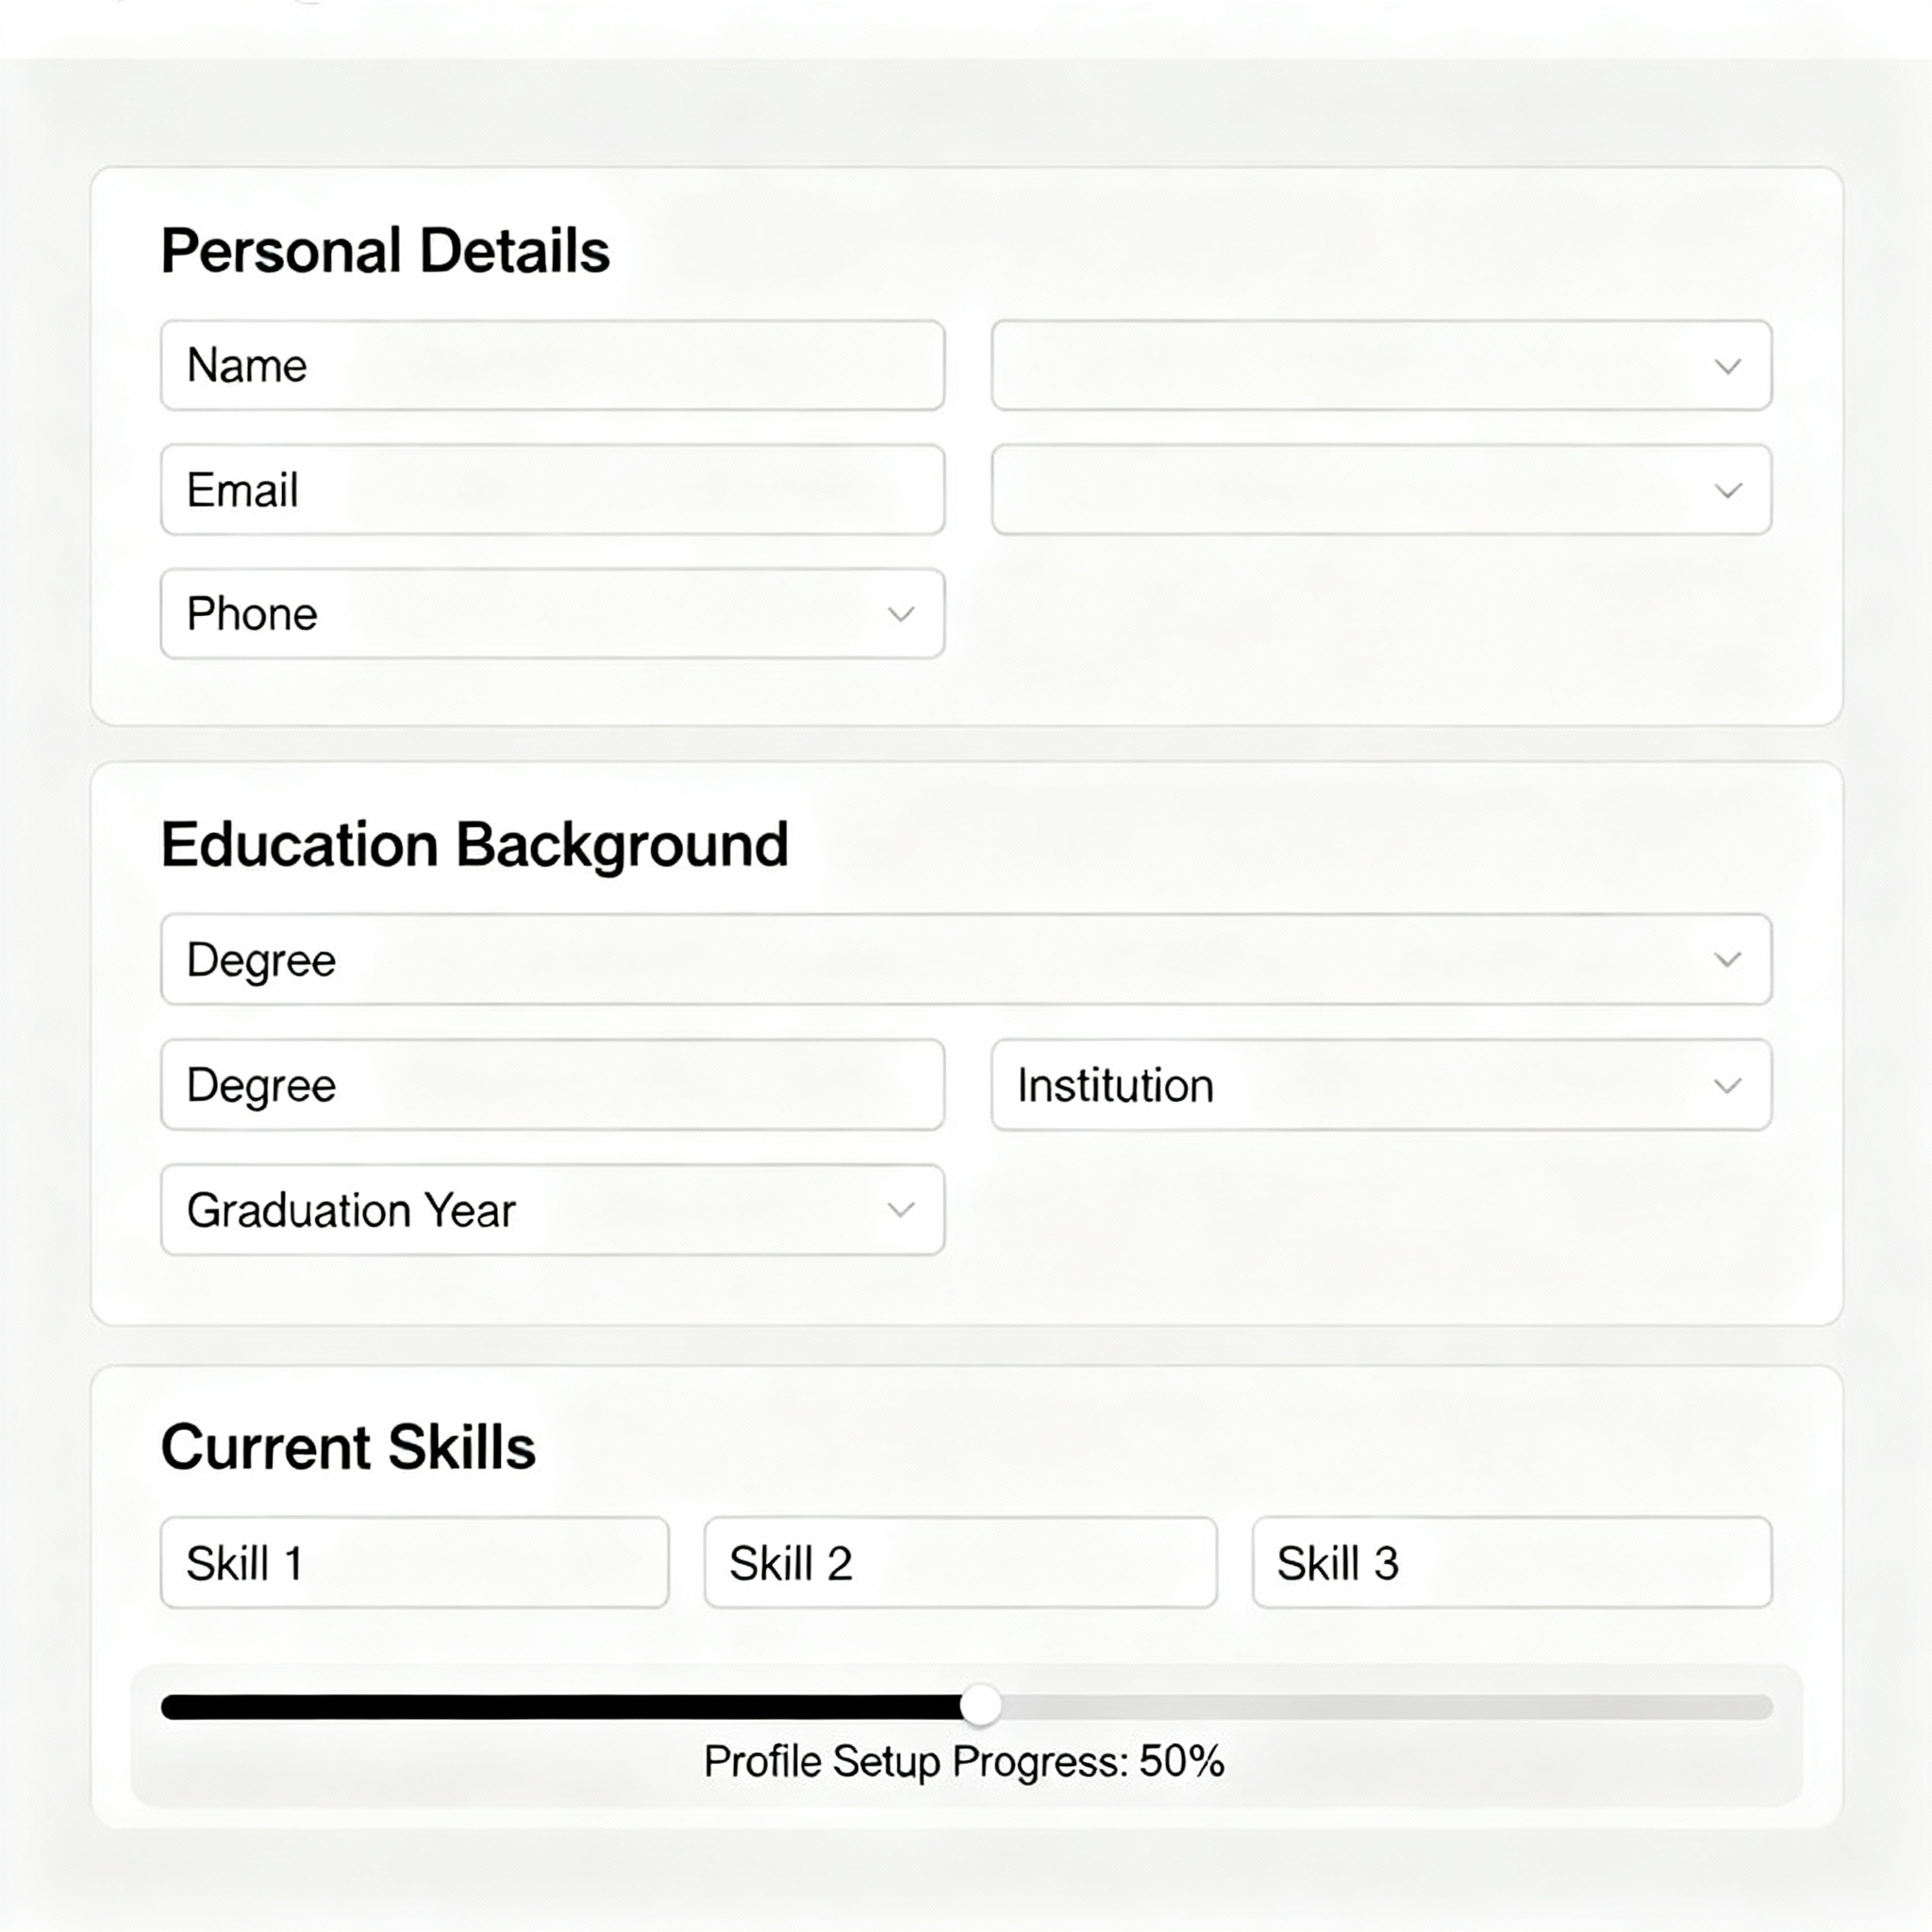 Personal Details
Name
Email
Phone
Education Background
Degree
Degree
Institution
Graduation Year
Current Skills
Skill 1
Skill 2
Skill 3
Profile Setup Progress: 50%